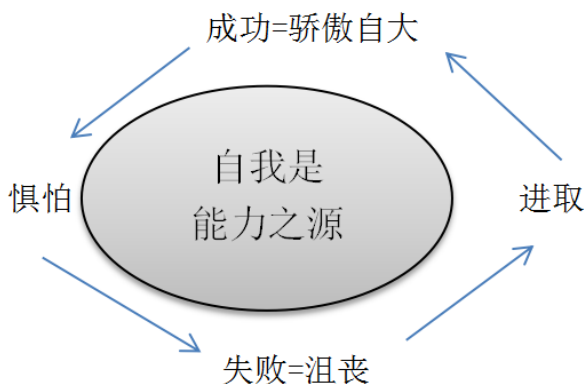 成功=骄傲自大
自我是
能力之源
惧怕
进取
失败=沮丧